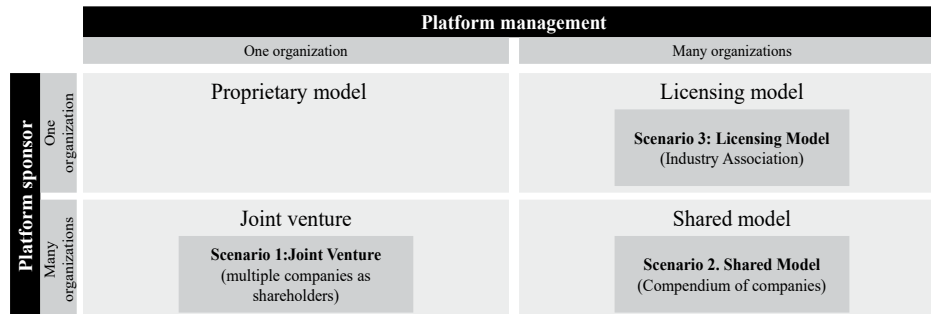 Platform management
One organization
Many organizations
Platform sponsor
One
organization
Proprietary model
Licensing model
Scenario 3: Licensing Model
(Industry Association)
Many
organizations
Joint venture
Scenario 1:Joint Venture
(multiple companies as
shareholders)
Shared model
Scenario 2. Shared Model
(Compendium of companies)